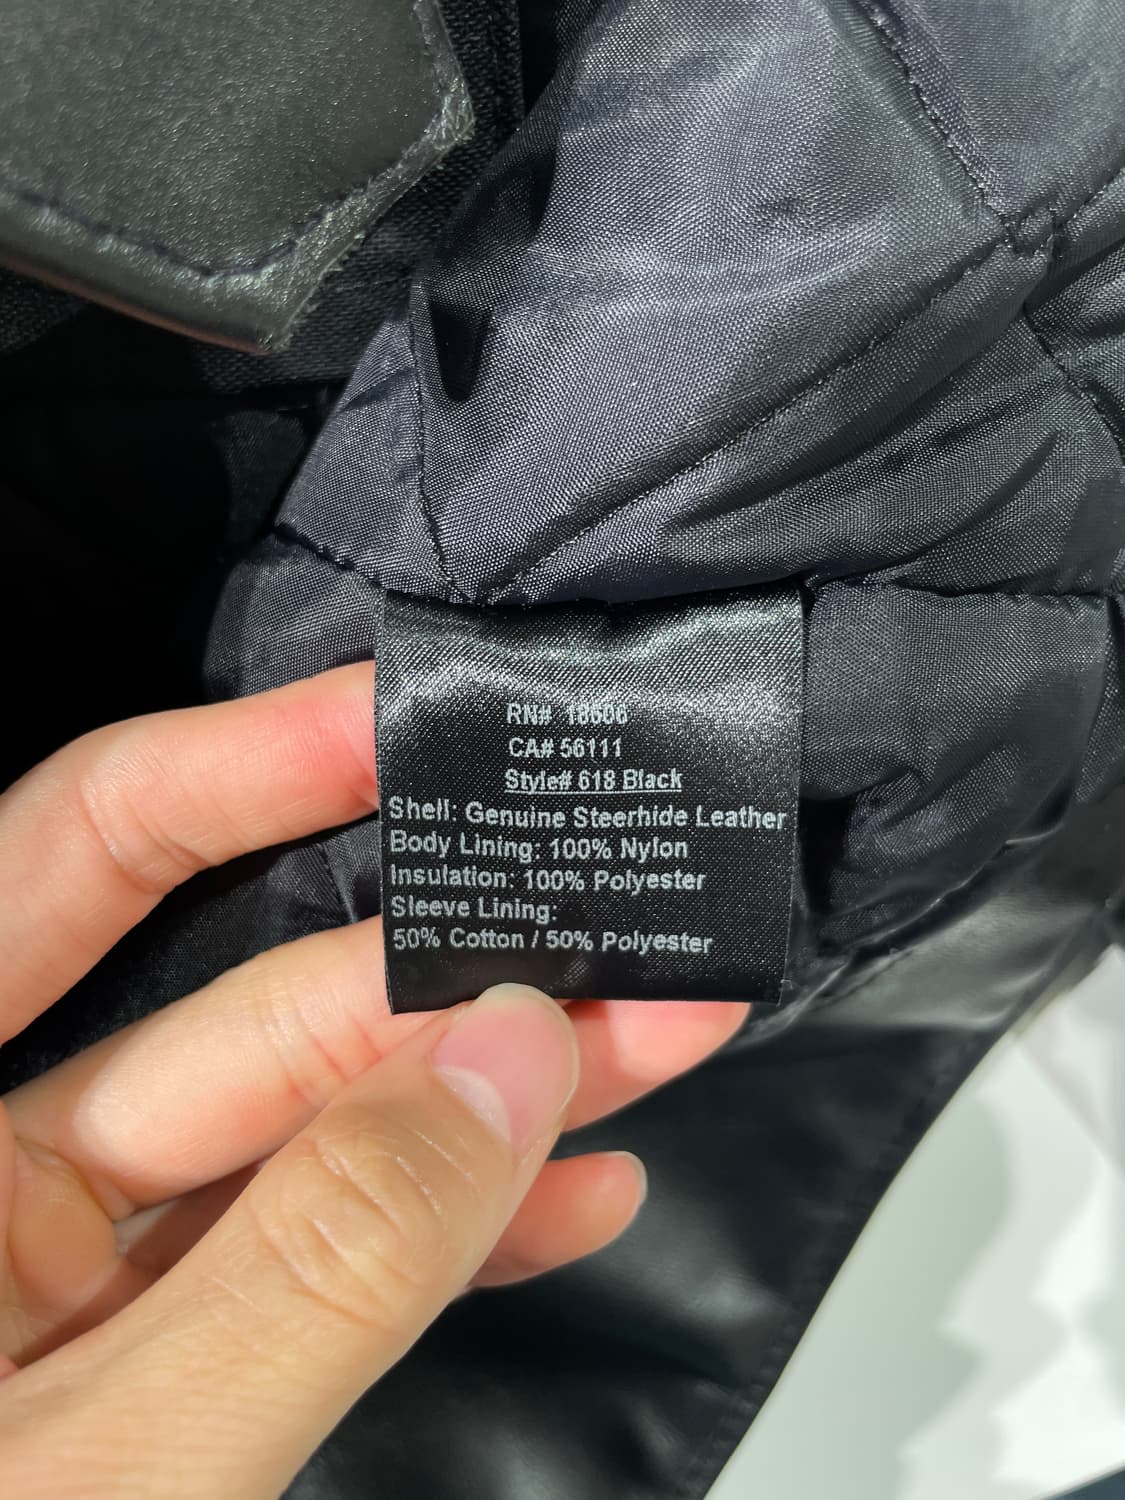 RN# 18606
CA# 56111
Style# 618 Black
Shell: Genuine Steerhide Leather
Body Lining: 100% Nylon
Insulation: 100% Polyester
Sleeve Lining:
50% Cotton / 50% Polyester